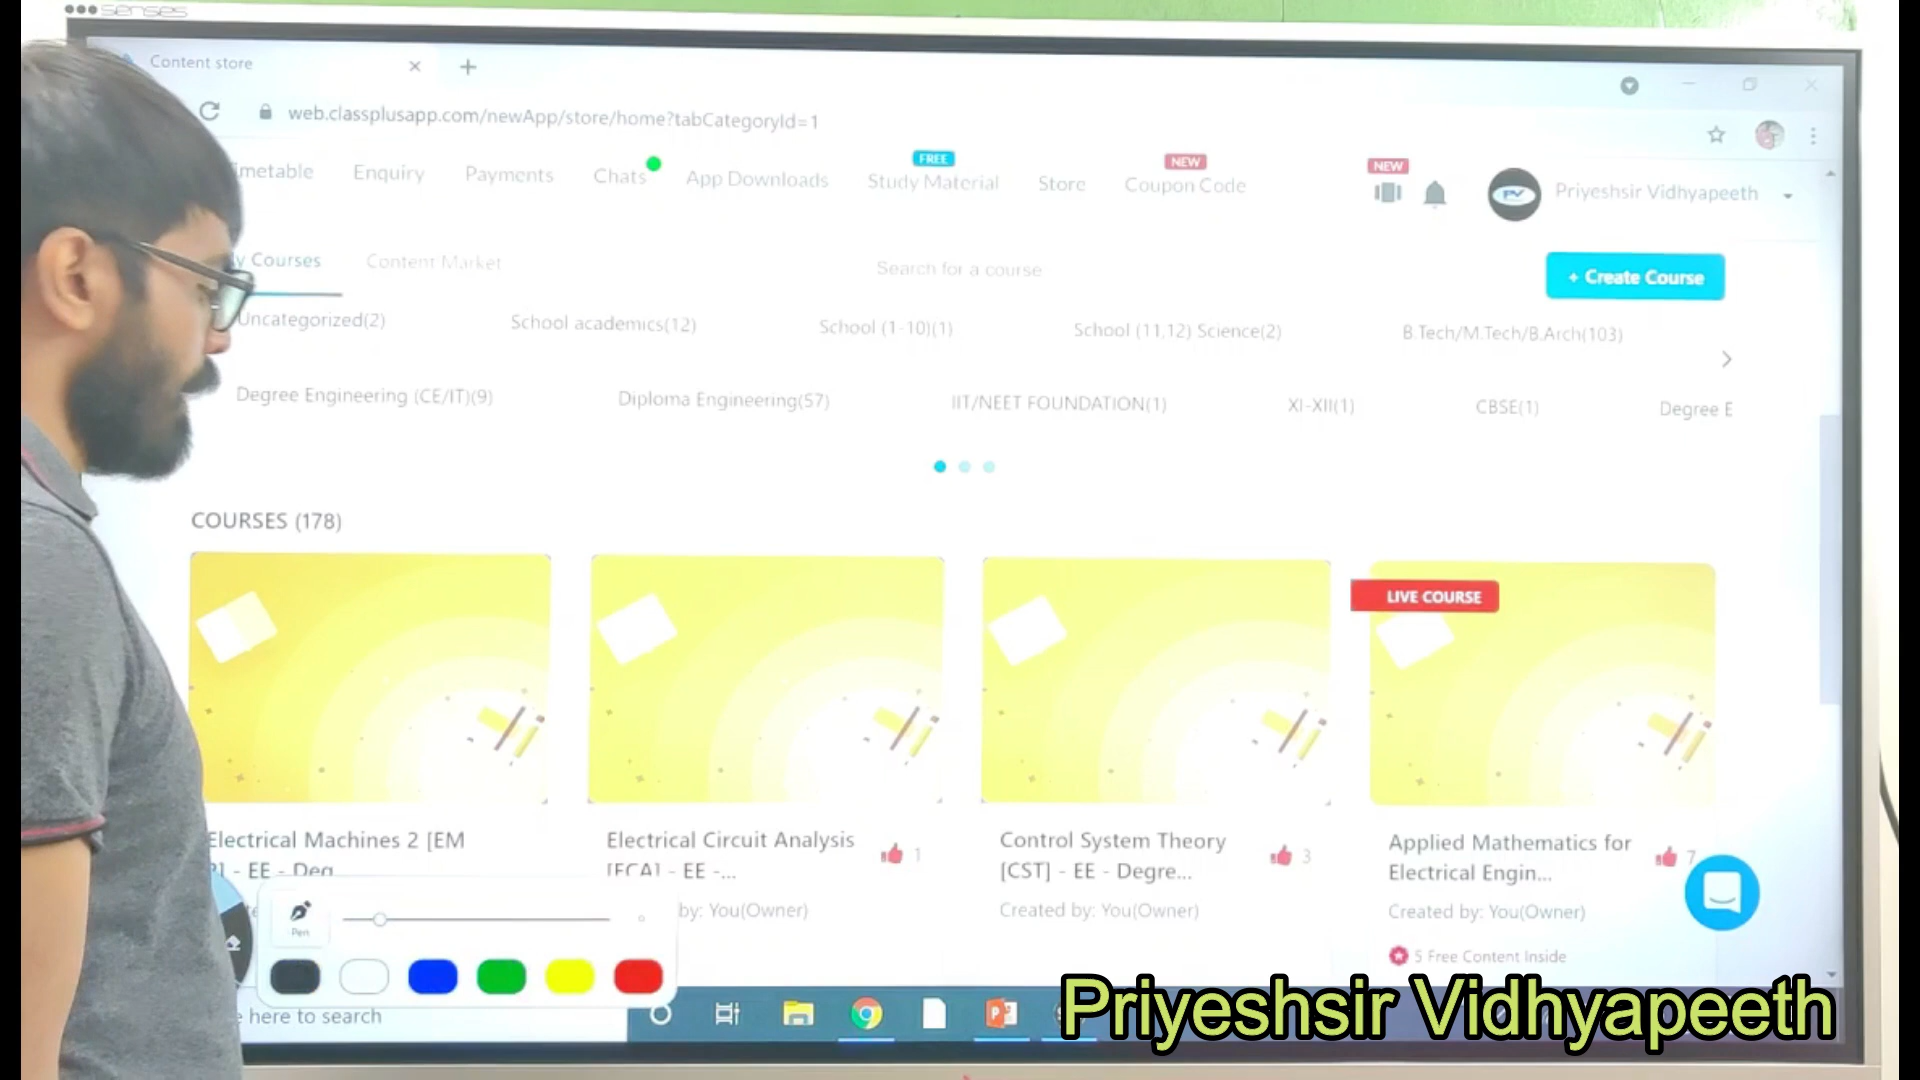 senses
Content store
web.classplusapp.com/newApp/store/home?tabCategoryId=1
FREE
NEW
NEW
imetable Enquiry Payments Chats App Downloads Study Material Store Coupon Code Priyeshsir Vidhyapeeth
y Courses Content Market Search for a course + Create Course
Uncategorized(2) School academics(12) School (1-10)(1) School (11,12) Science(2) B.Tech/M.Tech/B.Arch(103)
Degree Engineering (CE/IT)(9) Diploma Engineering(57) IIT/NEET FOUNDATION(1) XI-XII(1) CBSE(1) Degree E
COURSES (178)
LIVE COURSE
Electrical Machines 2 [EM
- EE - Deg
Electrical Circuit Analysis
[ECA] - EE -...
1
by: You(Owner)
Control System Theory
[CST] - EE - Degre...
3
Created by: You(Owner)
Applied Mathematics for
Electrical Engin...
7
Created by: You(Owner)
5 Free Content Inside
Pen
e here to search
Priyeshsir Vidhyapeeth